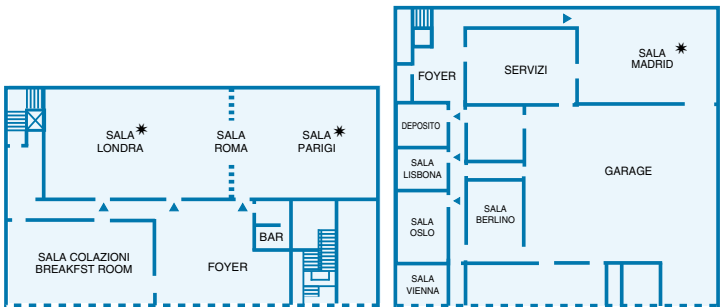 SALA
LONDRA
SALA
ROMA
SALA
PARIGI
SALA COLAZIONI
BREAKFST ROOM
FOYER
BAR
FOYER
SERVIZI
SALA
MADRID
DEPOSITO
SALA
LISBONA
SALA
OSLO
SALA
BERLINO
SALA
VIENNA
GARAGE